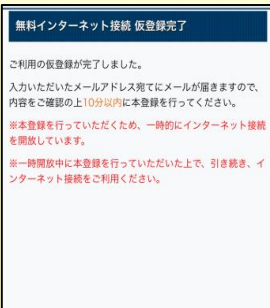 無料インターネット接続 仮登録完了
ご利用の仮登録が完了しました。
入力いただいたメールアドレス宛てにメールが届きますので、
内容をご確認の上10分以内に本登録を行ってください。
※本登録を行っていただくため、一時的にインターネット接続
を開放しています。
※一時開放中に本登録を行っていただいた上で、引き続き、イ
ンターネット接続をご利用ください。